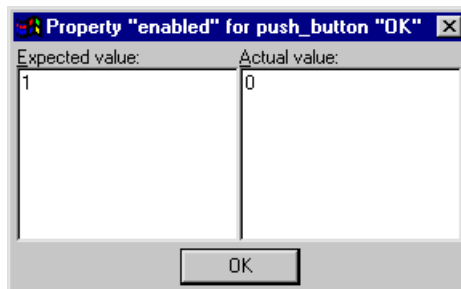 Property "enabled" for push_button "OK"
Expected value: Actual value:
1 0
OK